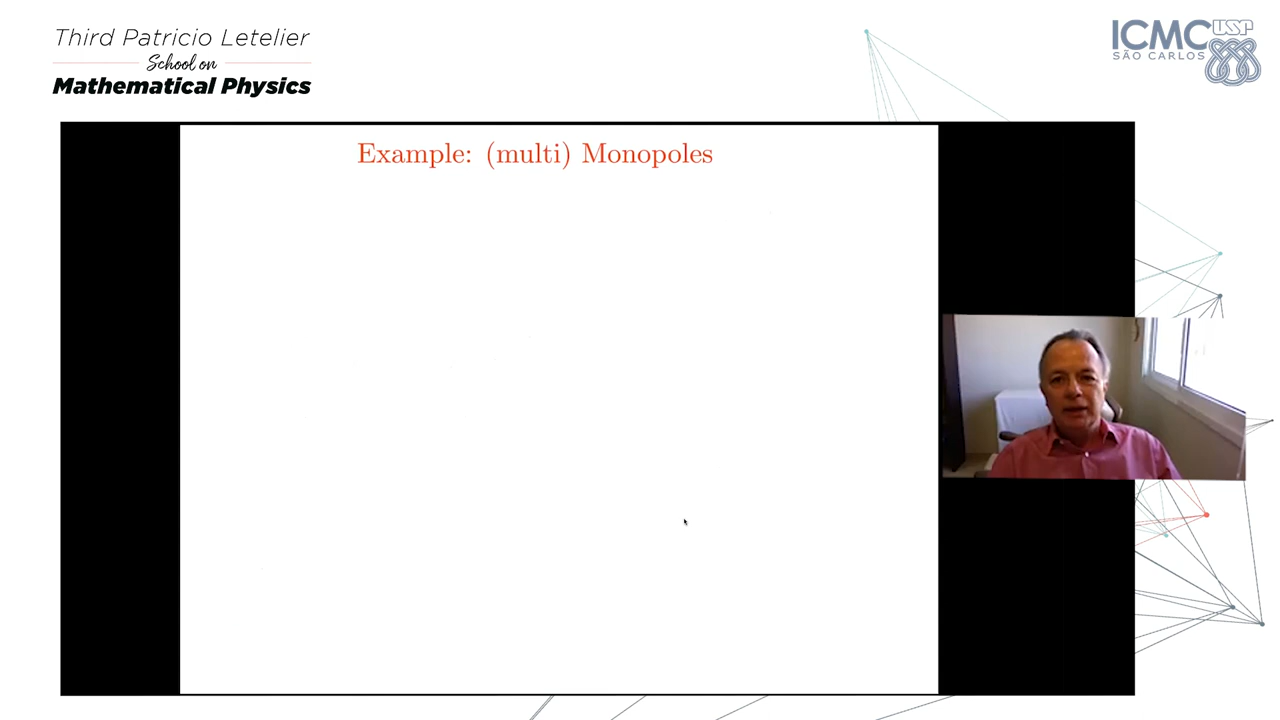 Third Patricio Letelier
School on
Mathematical Physics
ICMC USP
SÃO CARLOS
Example: (multi) Monopoles